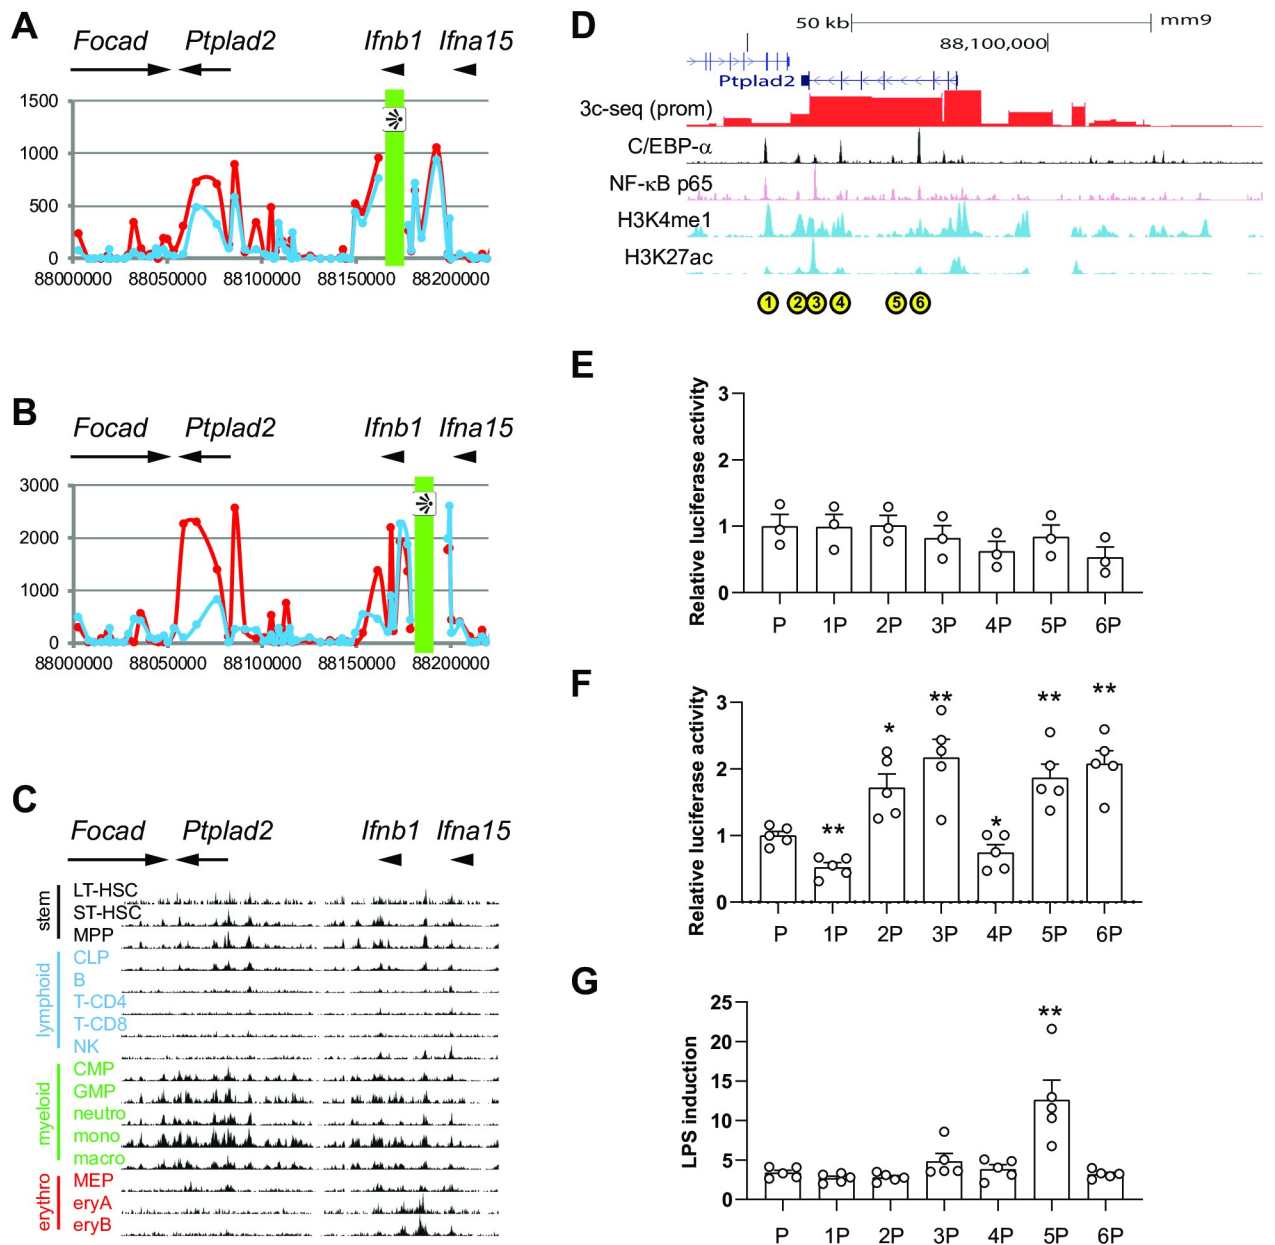 A
Focad Ptplad2 Ifnb1 Ifna15
1500
1000
500
0
88000000 88050000 88100000 88150000 88200000
B
Focad Ptplad2 Ifnb1 Ifna15
3000
2000
1000
0
88000000 88050000 88100000 88150000 88200000
C
Focad Ptplad2 Ifnb1 Ifna15
stem
LT-HSC
ST-HSC
MPP
lymphoid
CLP
B
T-CD4
T-CD8
NK
myeloid
CMP
GMP
neutro
mono
macro
erythro
MEP
eryA
eryB
D
50 kb mm9
88,100,000
Ptplad2
3c-seq (prom)
C/EBP-α
NF-κB p65
H3K4me1
H3K27ac
1 2 3 4 5 6
E
Relative luciferase activity
3
2
1
0
P 1P 2P 3P 4P 5P 6P
F
Relative luciferase activity
3
2
1
0
** * ** * ** **
P 1P 2P 3P 4P 5P 6P
G
LPS induction
25
20
15
10
5
0
**
P 1P 2P 3P 4P 5P 6P